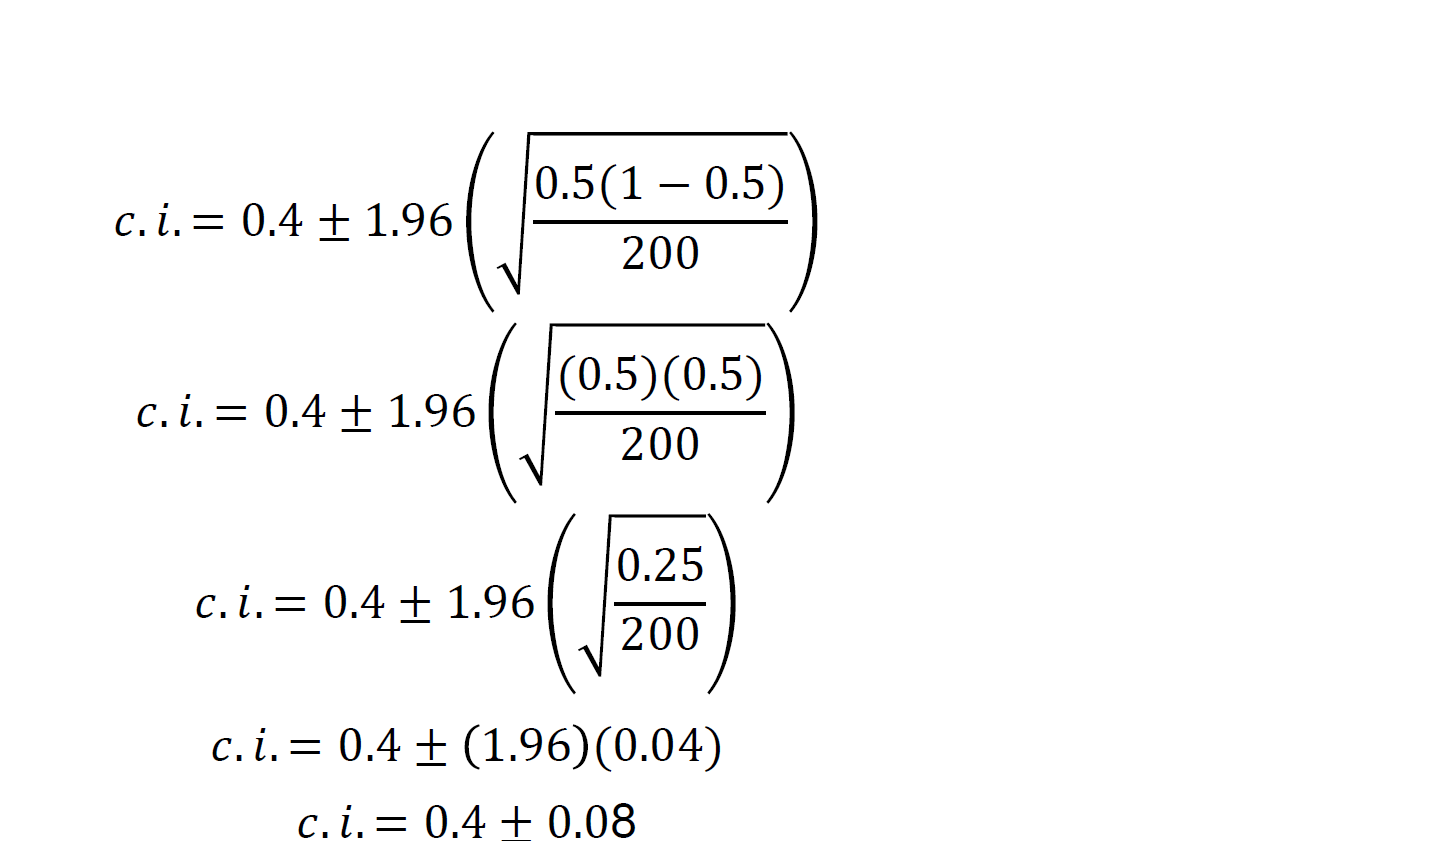 c.i. = 0.4 ± 1.96(√(0.5(1 − 0.5)/200))
c.i. = 0.4 ± 1.96(√((0.5)(0.5)/200))
c.i. = 0.4 ± 1.96(√(0.25/200))
c.i. = 0.4 ± (1.96)(0.04)
c.i. = 0.4 ± 0.08